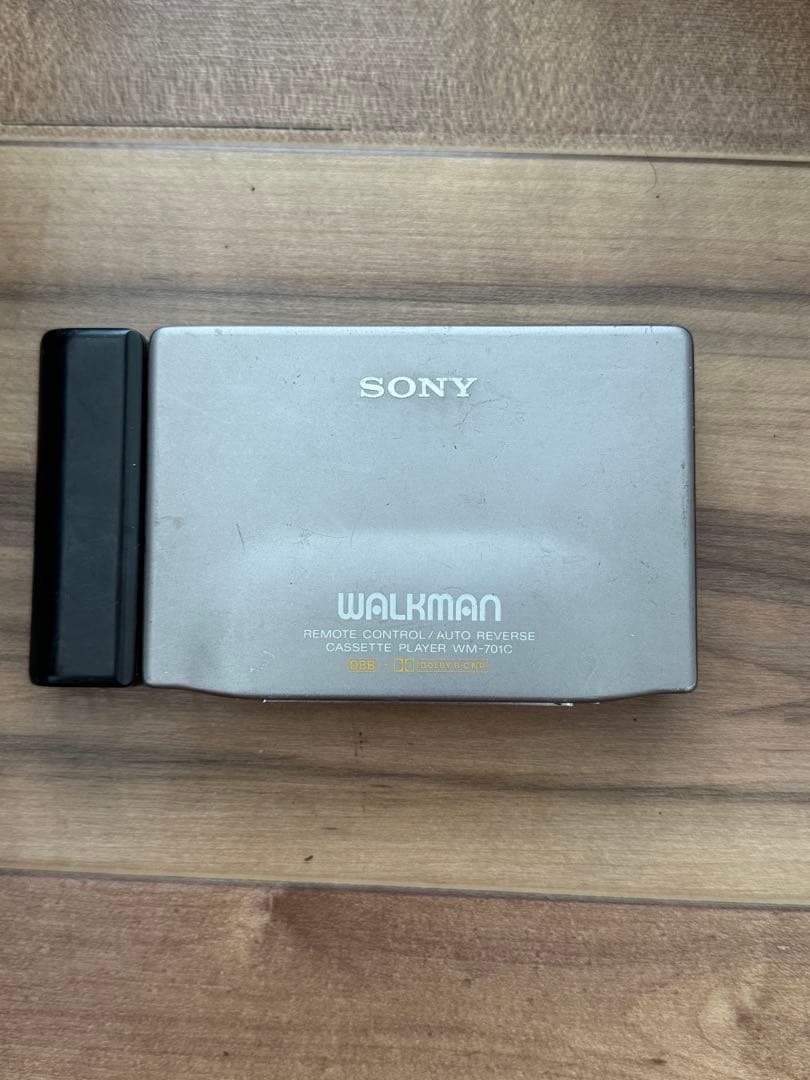 SONY
WALKMAN
REMOTE CONTROL/AUTO REVERSE
CASSETTE PLAYER WM-701C
DBB · DOLBY B·C NR